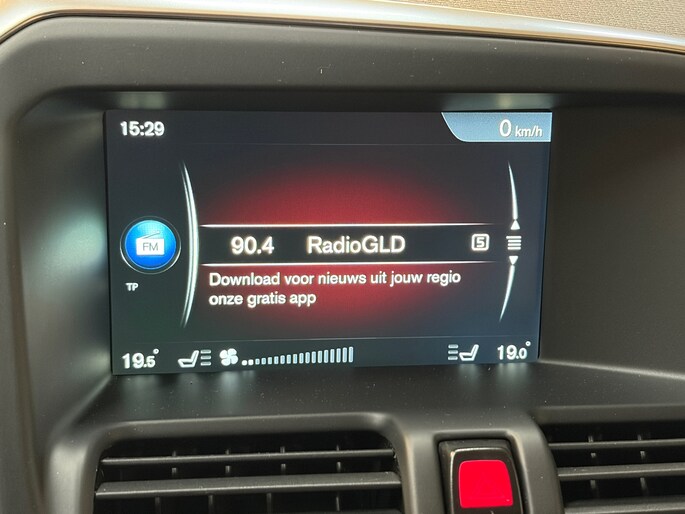 15:29
0 km/h
FM
90.4 RadioGLD 5
TP
Download voor nieuws uit jouw regio
onze gratis app
19.5° 19.0°